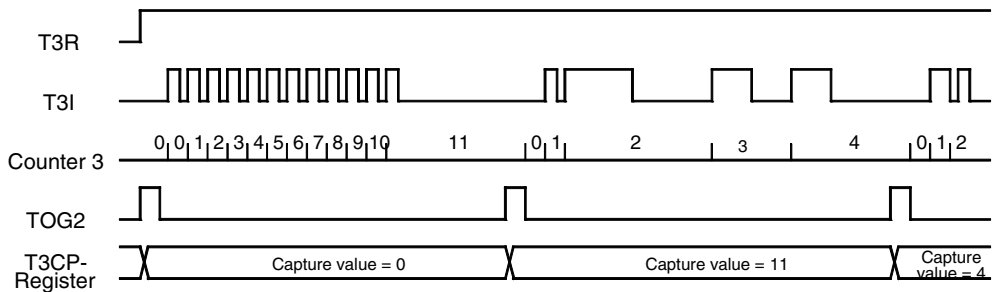 T3R
T3I
0 0 1 2 3 4 5 6 7 8 9 10 11 0 1 2 3 4 0 1 2
Counter 3
TOG2
T3CP-
Register
Capture value = 0
Capture value = 11
Capture
value = 4